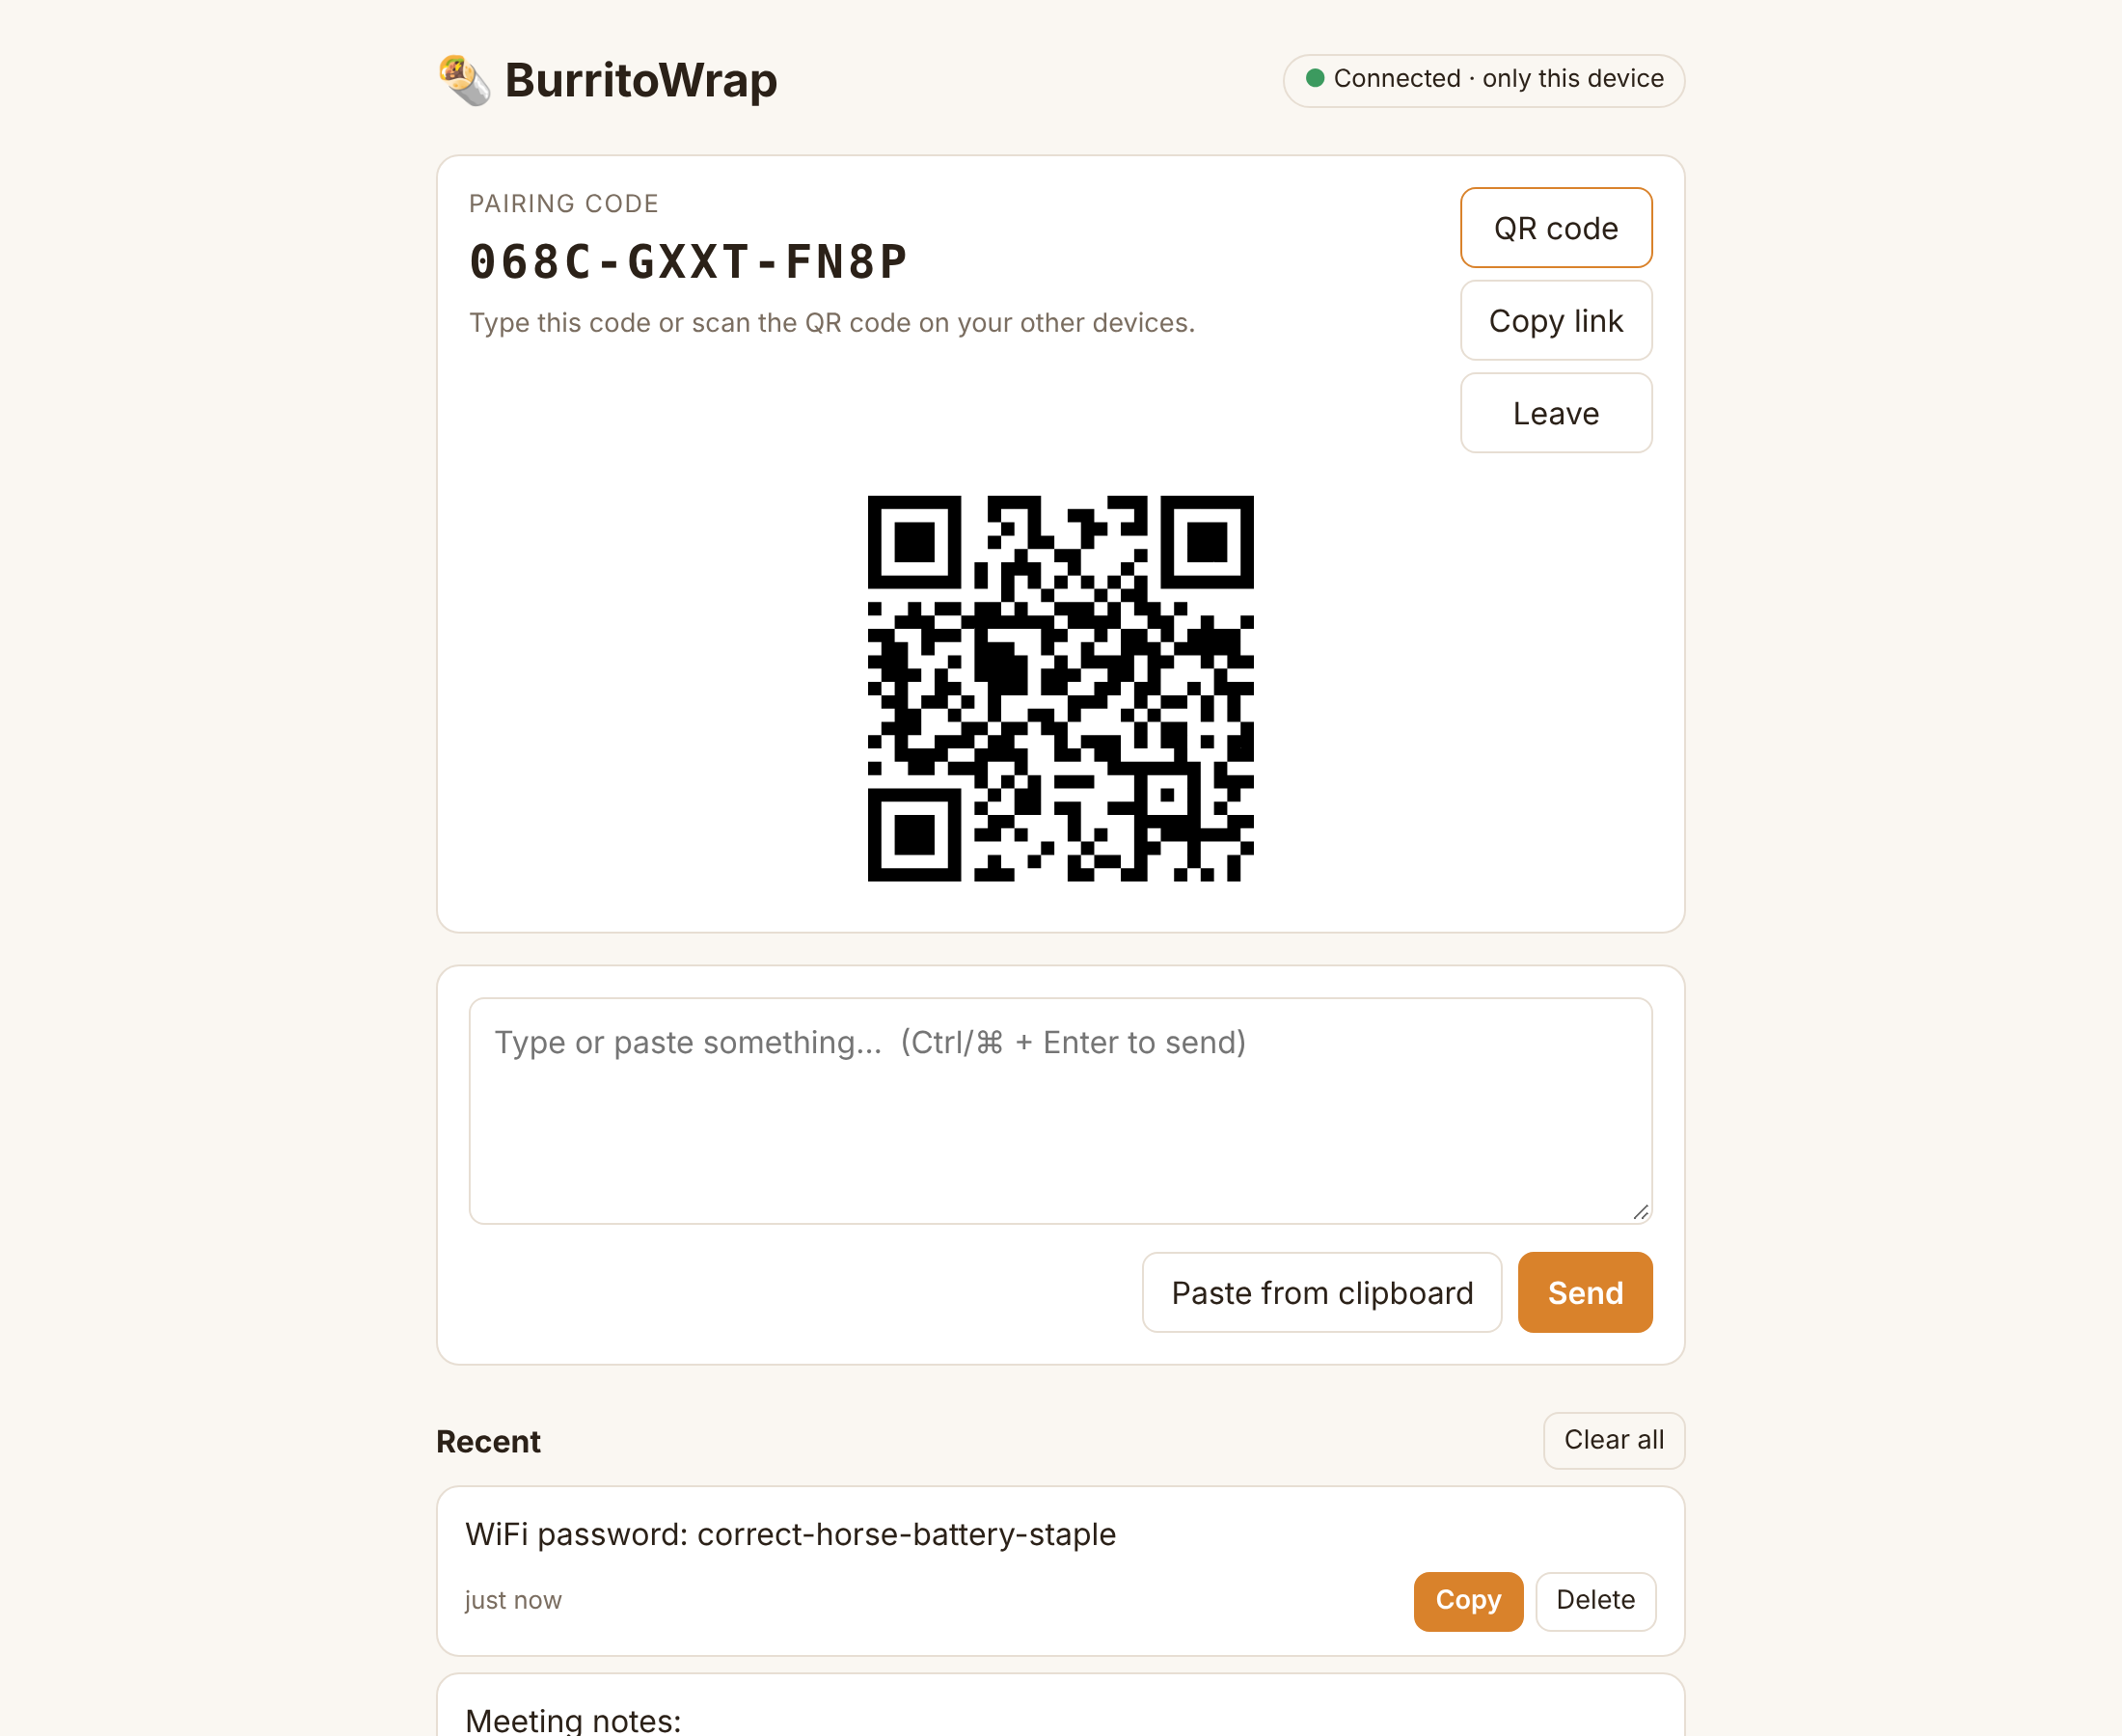 BurritoWrap
Connected · only this device
PAIRING CODE
068C-GXXT-FN8P
Type this code or scan the QR code on your other devices.
QR code
Copy link
Leave
Type or paste something... (Ctrl/⌘ + Enter to send)
Paste from clipboard
Send
Recent
Clear all
WiFi password: correct-horse-battery-staple
just now
Copy
Delete
Meeting notes: